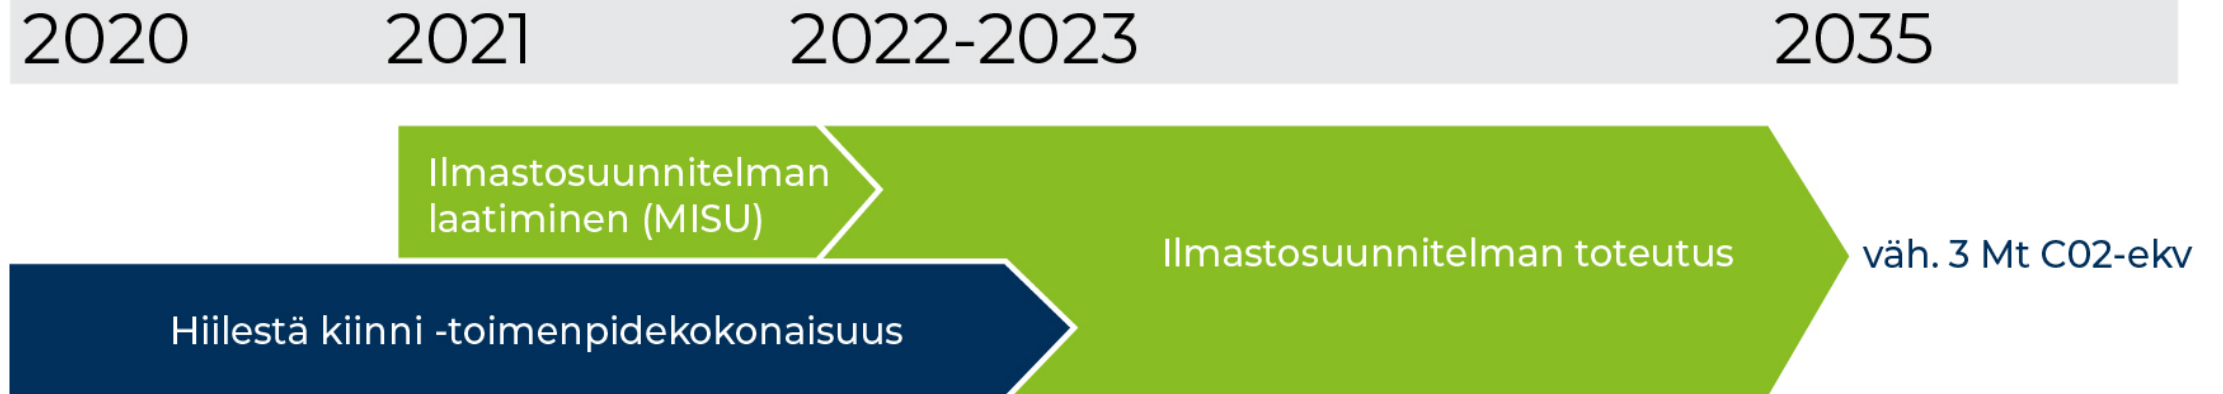 2020 2021 2022-2023 2035
Ilmastosuunnitelman
laatiminen (MISU)
Ilmastosuunnitelman toteutus
väh. 3 Mt C02-ekv
Hiilestä kiinni -toimenpidekokonaisuus